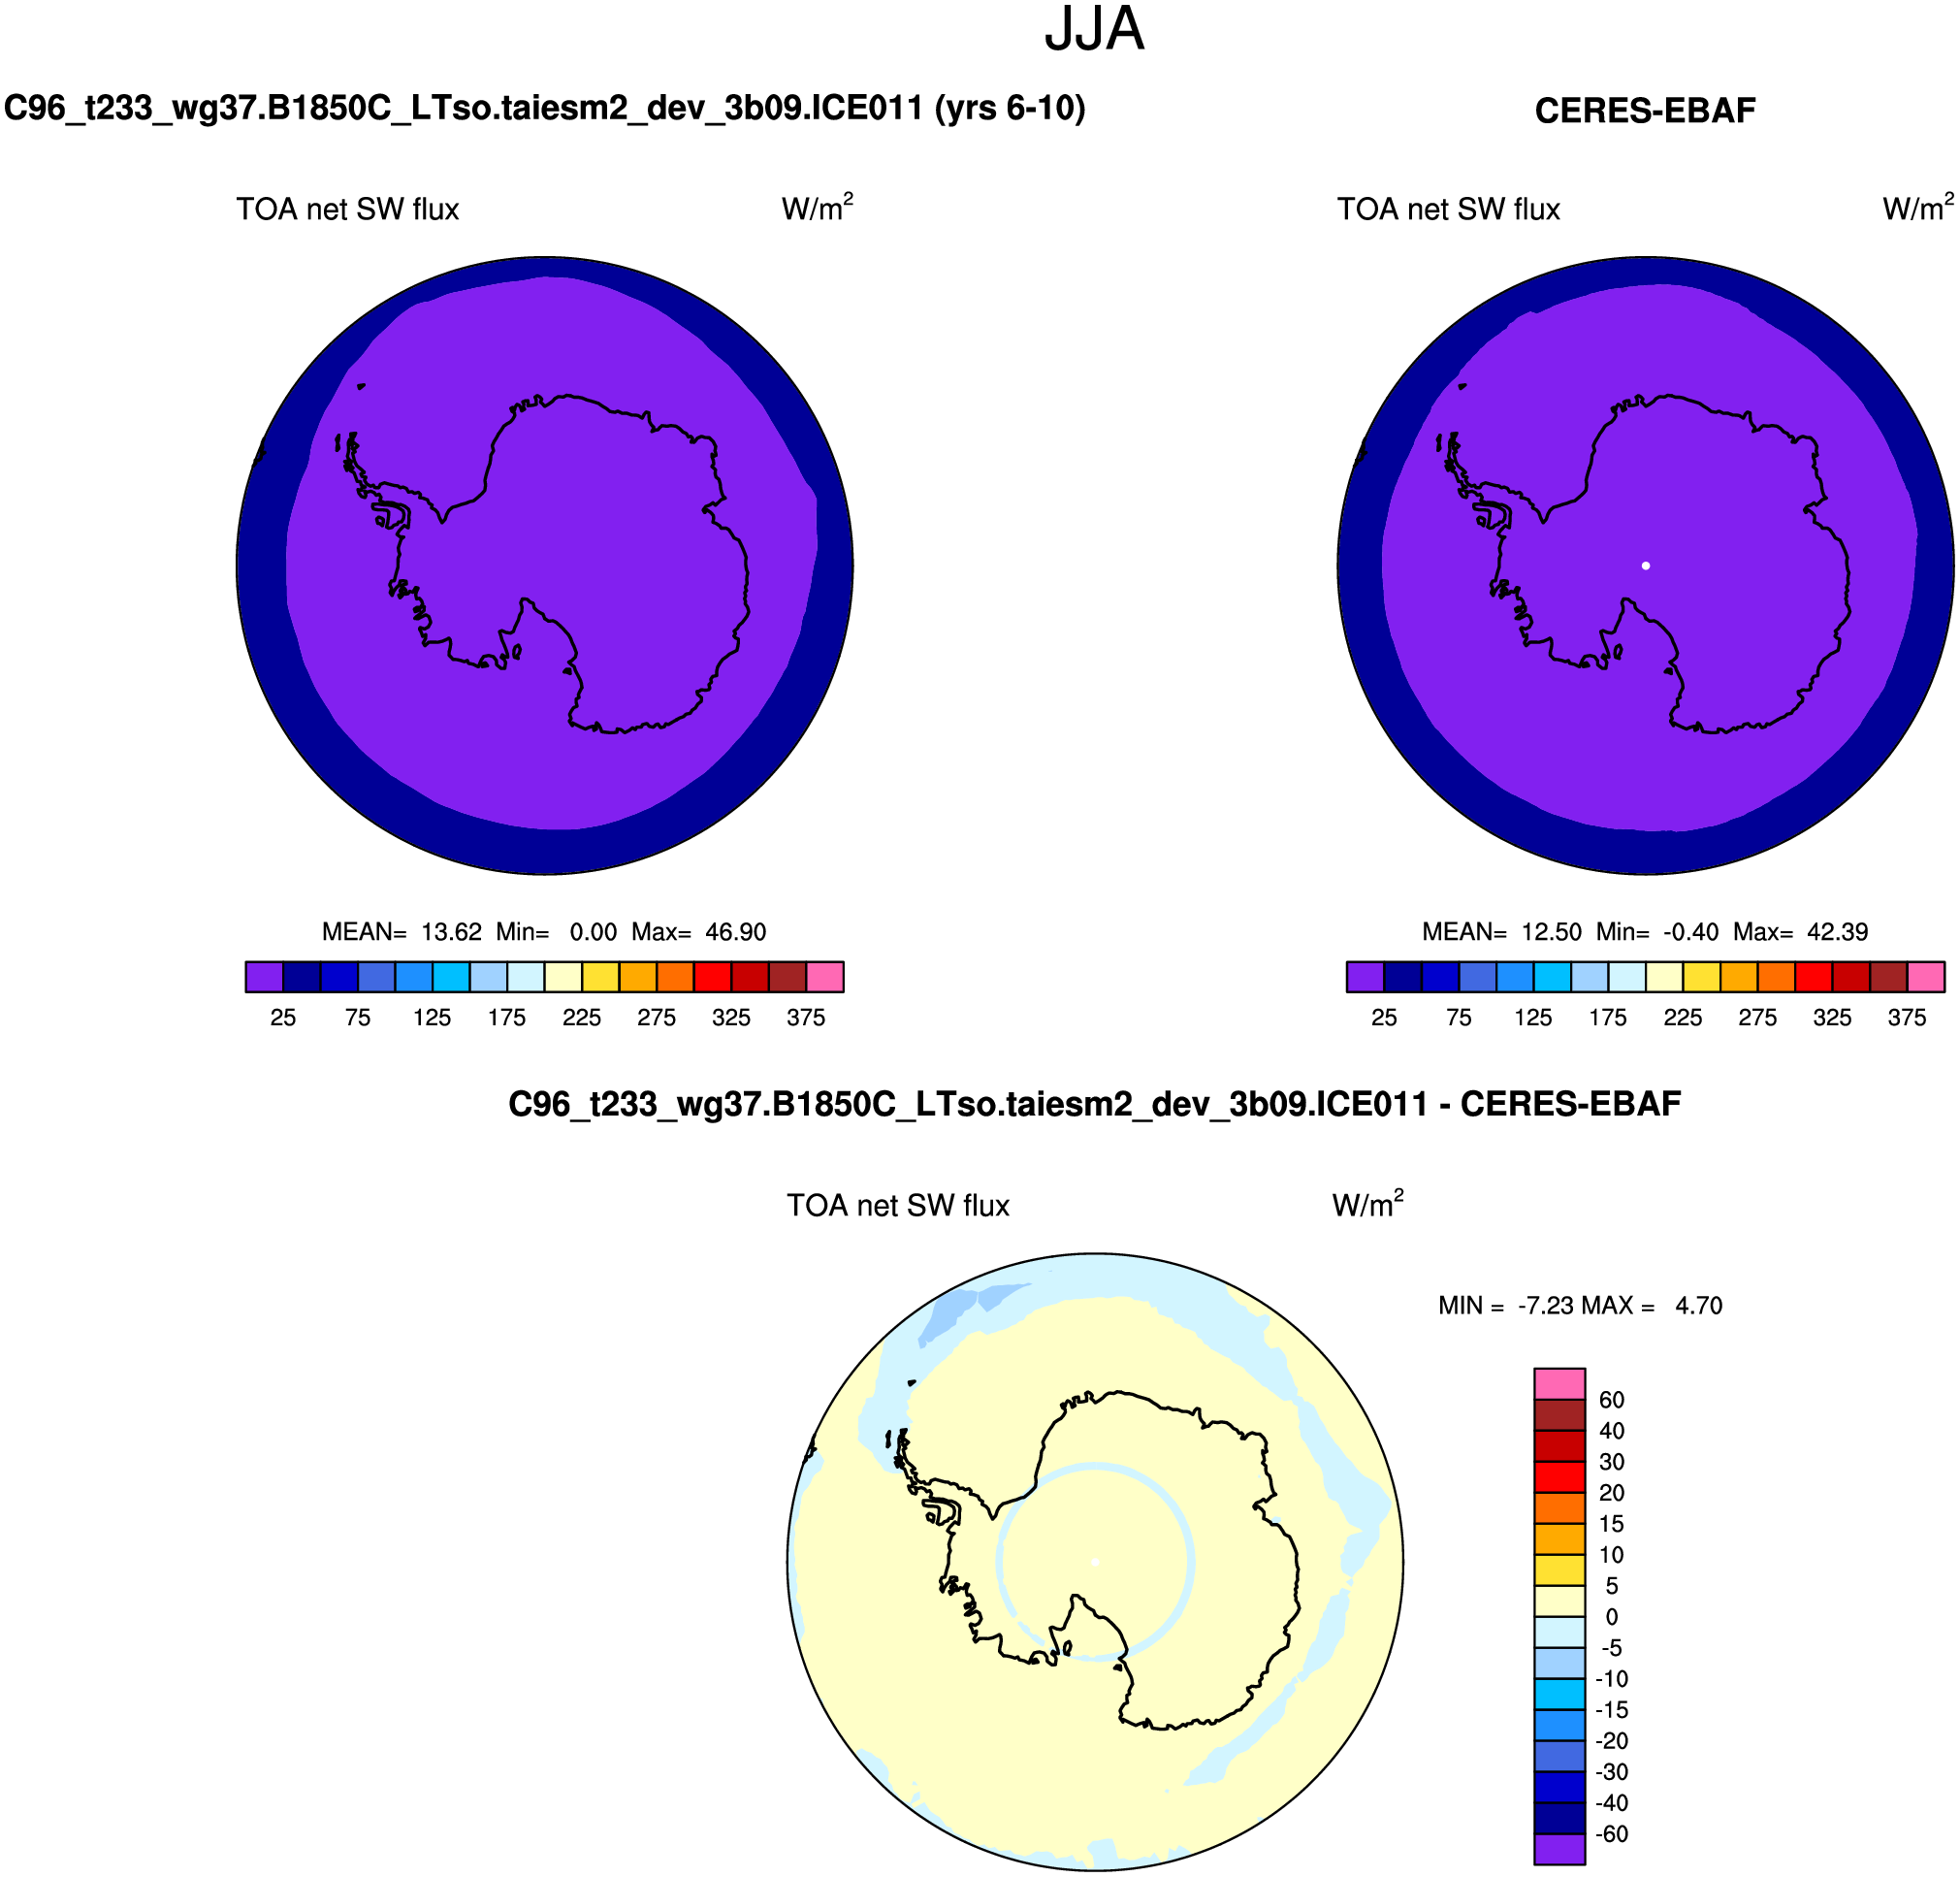 JJA
C96_t233_wg37.B1850C_LTso.taiesm2_dev_3b09.ICE011 (yrs 6-10)
CERES-EBAF
TOA net SW flux W/m2
TOA net SW flux W/m2
MEAN= 13.62 Min= 0.00 Max= 46.90
MEAN= 12.50 Min= -0.40 Max= 42.39
25 75 125 175 225 275 325 375
25 75 125 175 225 275 325 375
C96_t233_wg37.B1850C_LTso.taiesm2_dev_3b09.ICE011 - CERES-EBAF
TOA net SW flux W/m2
MIN = -7.23 MAX = 4.70
60
40
30
20
15
10
5
0
-5
-10
-15
-20
-30
-40
-60